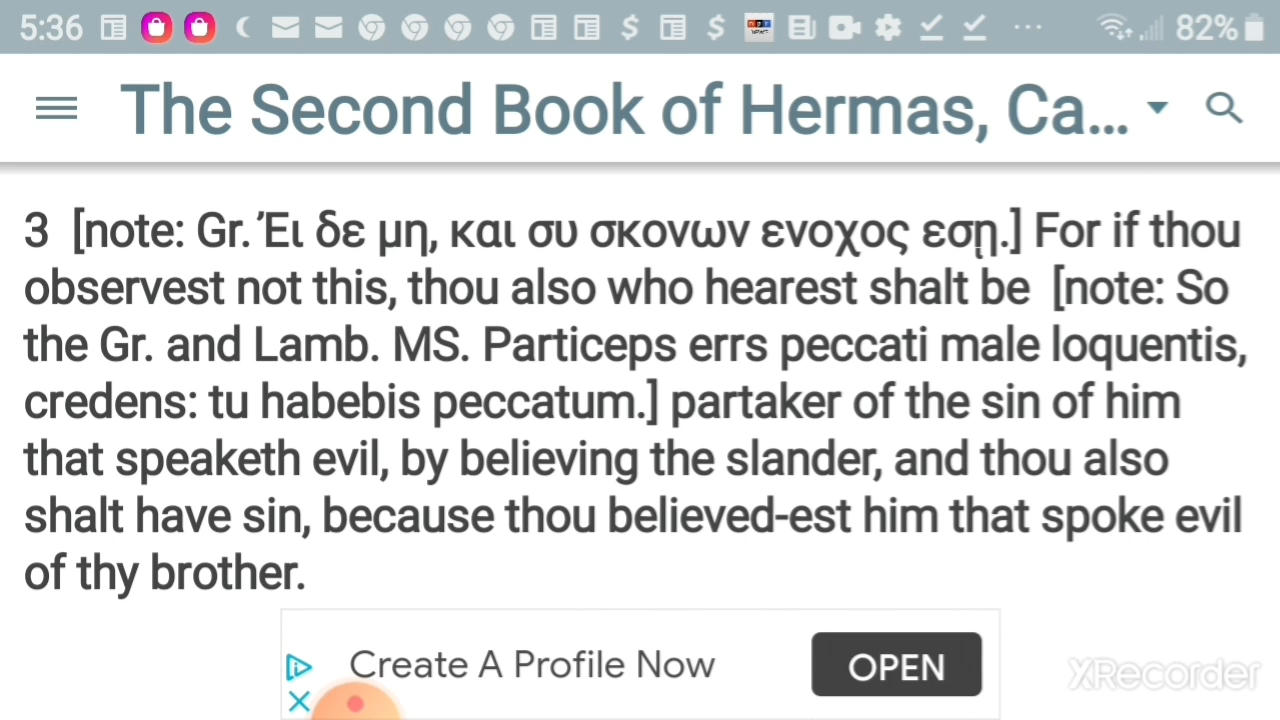 5:36
82%
The Second Book of Hermas, Ca...
3 [note: Gr. Έι δε μη, και συ σκονων ενοχος εσῃ.] For if thou
observest not this, thou also who hearest shalt be [note: So
the Gr. and Lamb. MS. Particeps errs peccati male loquentis,
credens: tu habebis peccatum.] partaker of the sin of him
that speaketh evil, by believing the slander, and thou also
shalt have sin, because thou believed-est him that spoke evil
of thy brother.
Create A Profile Now
OPEN
XRecorder